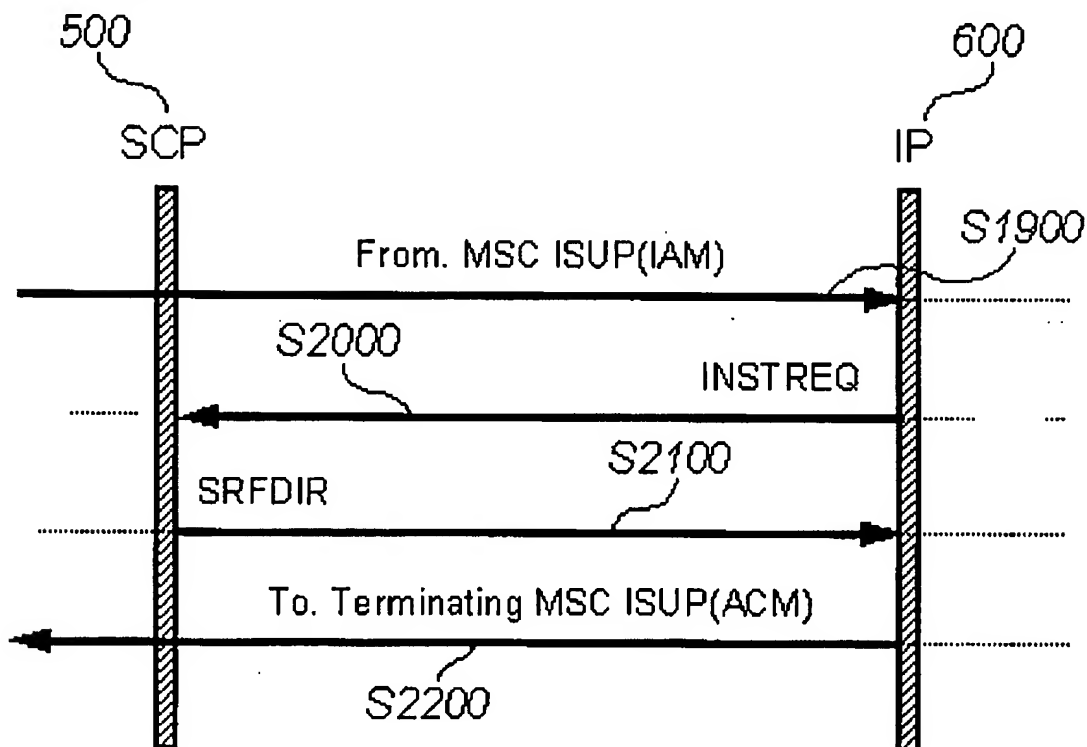 500
600
SCP
IP
S1900
From. MSC ISUP(IAM)
S2000
INSTREQ
S2100
SRFDIR
To. Terminating MSC ISUP(ACM)
S2200